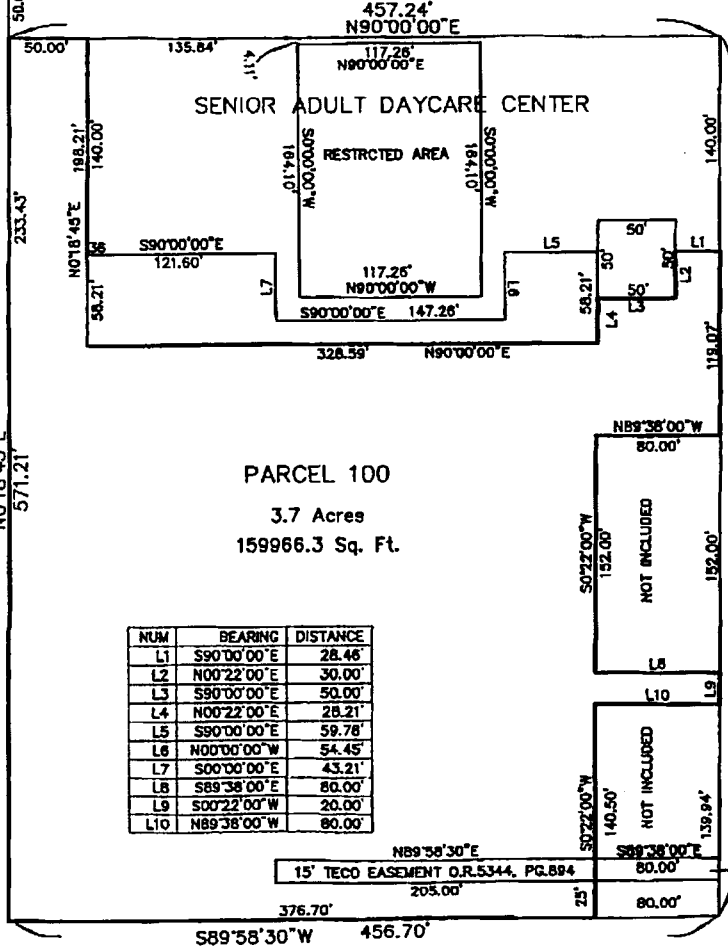 457.24'
N90°00'00"E
50.00'
135.84'
4.11'
117.26'
N90°00'00"E
SENIOR ADULT DAYCARE CENTER
198.21'
140.00'
S0°00'00"W
164.10'
RESTRCTED AREA
S0°00'00"W
164.10'
140.00'
233.43'
N0°18'45"E
36
S90°00'00"E
121.60'
L5
50'
L1
50'
50'
L2
58.21'
L7
117.26'
N90°00'00"W
L6
58.21'
50'
L3
L4
S90°00'00"E 147.26'
328.59' N90°00'00"E
119.07'
571.21'
N89°38'00"W
80.00'
PARCEL 100
3.7 Acres
159966.3 Sq. Ft.
S0°22'00"W
152.00'
NOT INCLUDED
152.00'
NUM BEARING DISTANCE
L1 S90°00'00"E 28.46'
L2 N00°22'00"E 30.00'
L3 S90°00'00"E 50.00'
L4 N00°22'00"E 28.21'
L5 S90°00'00"E 59.78'
L6 N00°00'00"W 54.45'
L7 S00°00'00"E 43.21'
L8 S89°38'00"E 80.00'
L9 S00°22'00"W 20.00'
L10 N89°38'00"W 80.00'
L8
L9
L10
S0°22'00"W
140.50'
NOT INCLUDED
139.94'
N89°58'30"E
S89°38'00"E
15' TECO EASEMENT O.R.5344, PG.894
80.00'
205.00'
25'
80.00'
376.70'
S89°58'30"W 456.70'